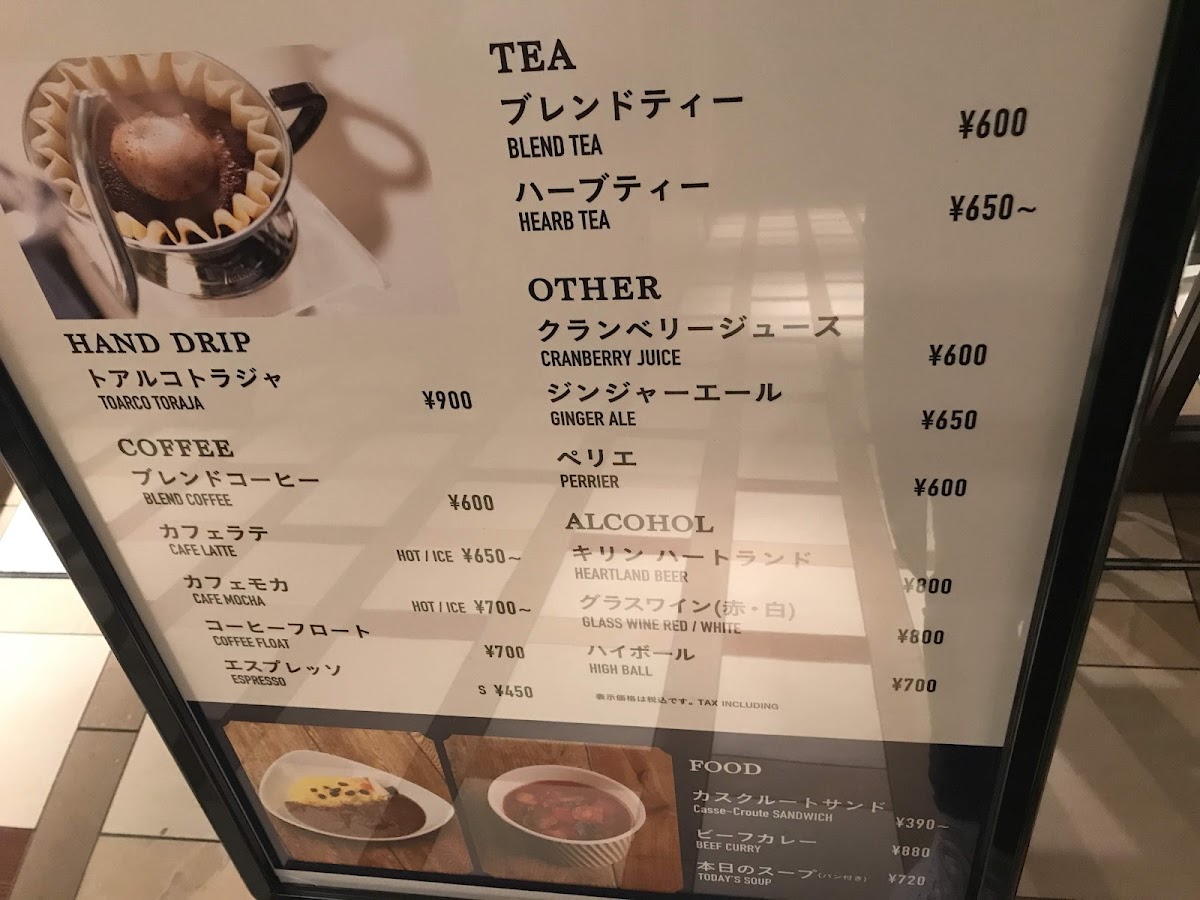 HAND DRIP
トアルコトラジャ
TOARCO TORAJA ¥900
COFFEE
ブレンドコーヒー
BLEND COFFEE ¥600
カフェラテ
CAFE LATTE HOT / ICE ¥650~
カフェモカ
CAFE MOCHA HOT / ICE ¥700~
コーヒーフロート
COFFEE FLOAT ¥700
エスプレッソ
ESPRESSO S ¥450
TEA
ブレンドティー
BLEND TEA ¥600
ハーブティー
HEARB TEA ¥650~
OTHER
クランベリージュース
CRANBERRY JUICE ¥600
ジンジャーエール
GINGER ALE ¥650
ペリエ
PERRIER ¥600
ALCOHOL
キリン ハートランド
HEARTLAND BEER ¥800
グラスワイン(赤・白)
GLASS WINE RED / WHITE ¥800
ハイボール
HIGH BALL ¥700
表示価格は税込です。TAX INCLUDING
FOOD
カスクルートサンド
Casse-Croute SANDWICH ¥390~
ビーフカレー
BEEF CURRY ¥880
本日のスープ(パン付き) ¥720
TODAY'S SOUP